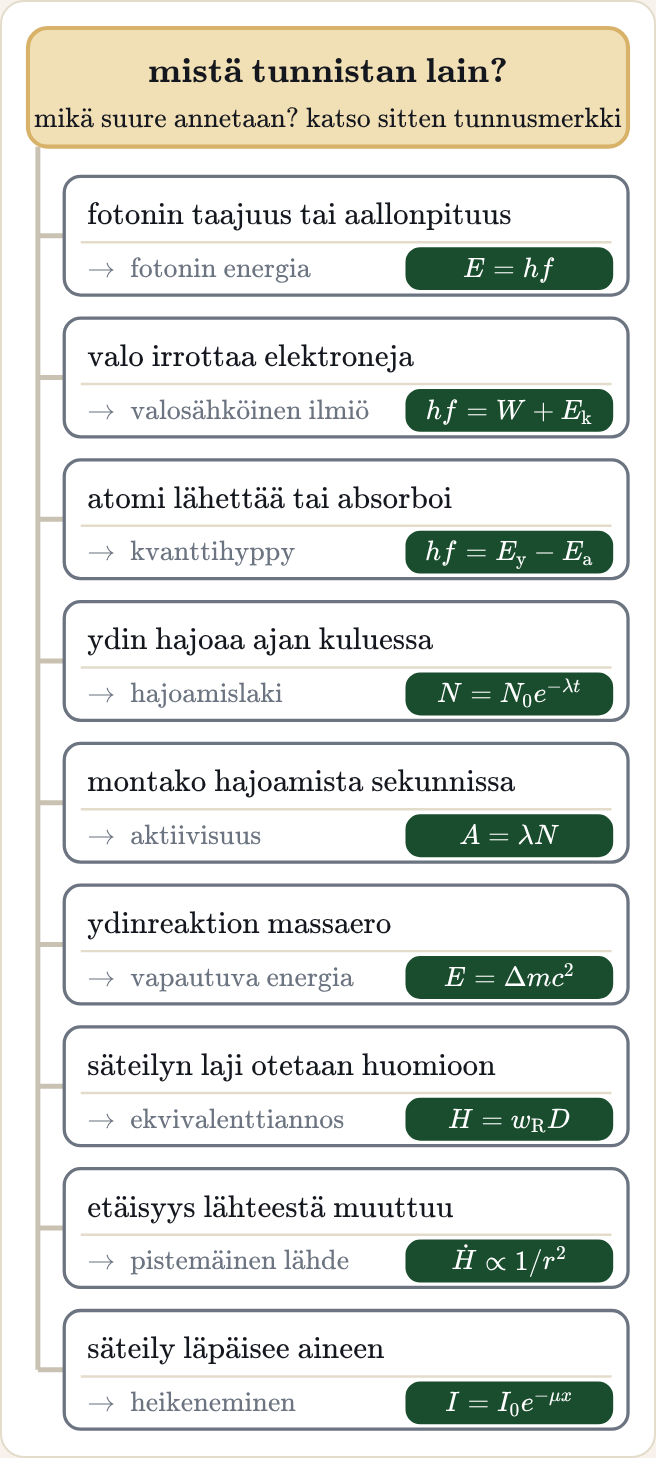 mistä tunnistan lain?
mikä suure annetaan? katso sitten tunnusmerkki
fotonin taajuus tai aallonpituus
→ fotonin energia E = hf
valo irrottaa elektroneja
→ valosähköinen ilmiö hf = W + Eₖ
atomi lähettää tai absorboi
→ kvanttihyppy hf = E_y − E_a
ydin hajoaa ajan kuluessa
→ hajoamislaki N = N₀e^{−λt}
montako hajoamista sekunnissa
→ aktiivisuus A = λN
ydinreaktion massaero
→ vapautuva energia E = Δmc²
säteilyn laji otetaan huomioon
→ ekvivalenttiannos H = w_R D
etäisyys lähteestä muuttuu
→ pistemäinen lähde Ḣ ∝ 1/r²
säteily läpäisee aineen
→ heikeneminen I = I₀e^{−μx}